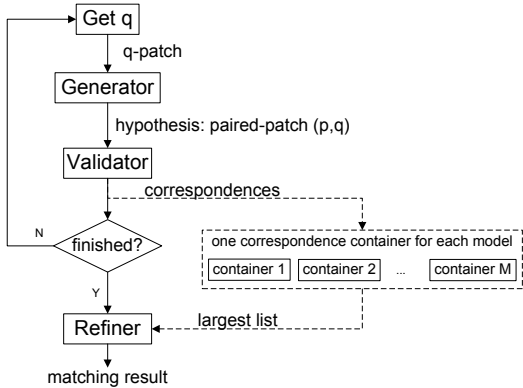 Get q
q-patch
Generator
hypothesis: paired-patch (p,q)
Validator
correspondences
N
finished?
one correspondence container for each model
container 1 container 2 ... container M
Y
Refiner
largest list
matching result